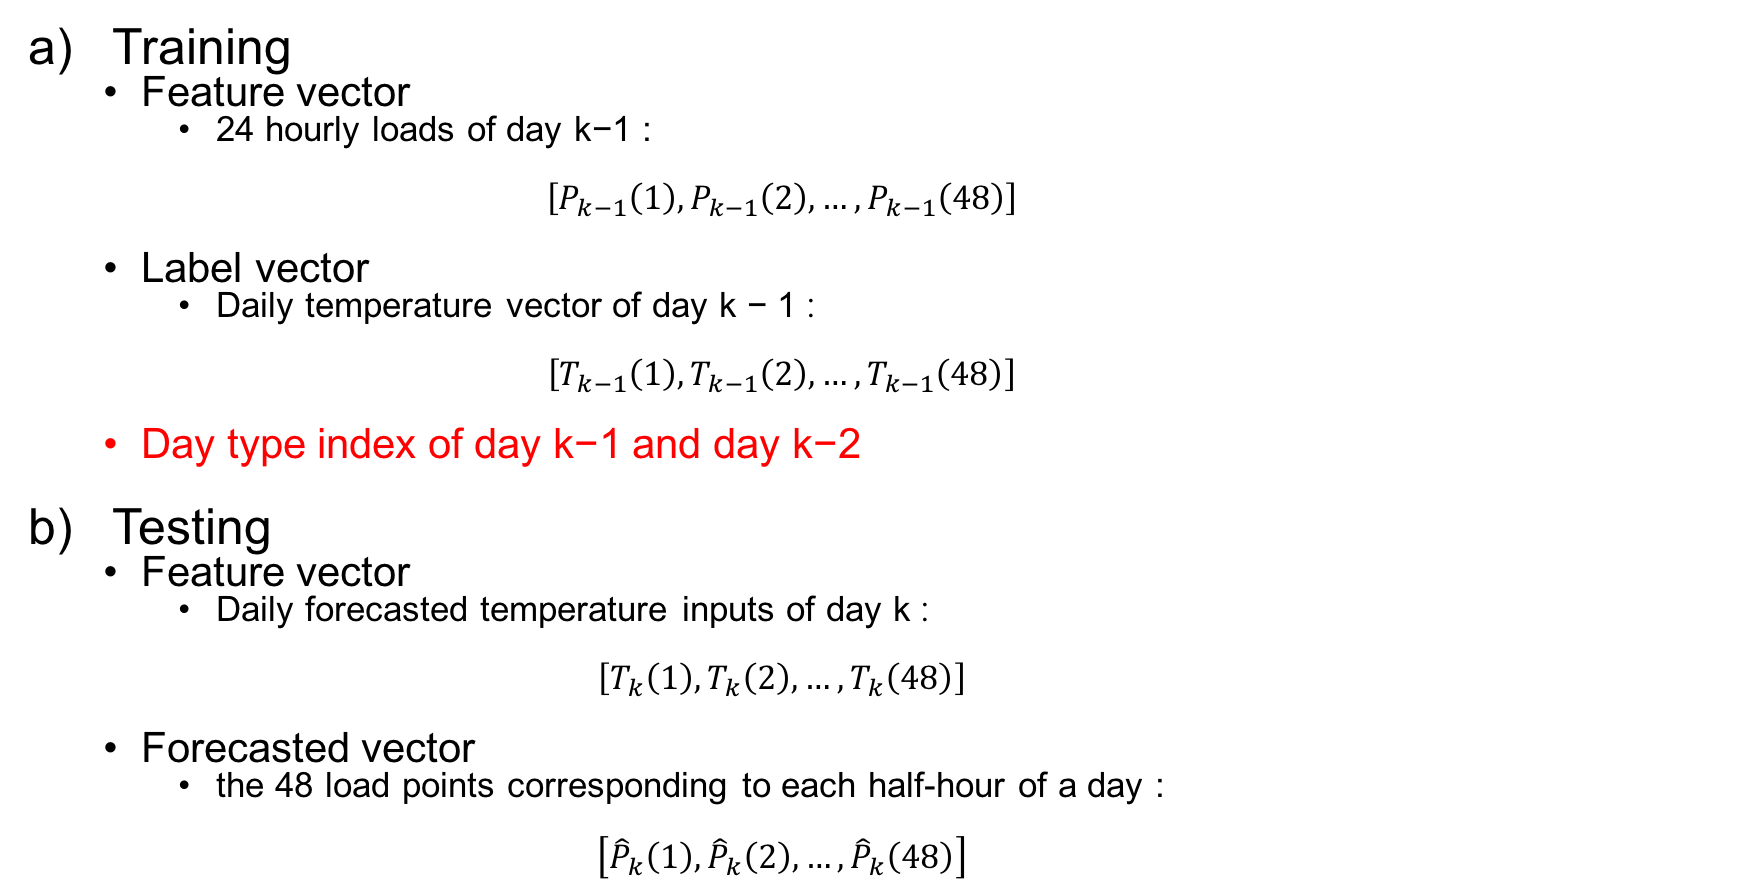 a) Training
• Feature vector
• 24 hourly loads of day k−1 :
[P_{k−1}(1), P_{k−1}(2), … , P_{k−1}(48)]
• Label vector
• Daily temperature vector of day k − 1 :
[T_{k−1}(1), T_{k−1}(2), … , T_{k−1}(48)]
• Day type index of day k−1 and day k−2
b) Testing
• Feature vector
• Daily forecasted temperature inputs of day k :
[T_k(1), T_k(2), … , T_k(48)]
• Forecasted vector
• the 48 load points corresponding to each half-hour of a day :
[P̂_k(1), P̂_k(2), … , P̂_k(48)]